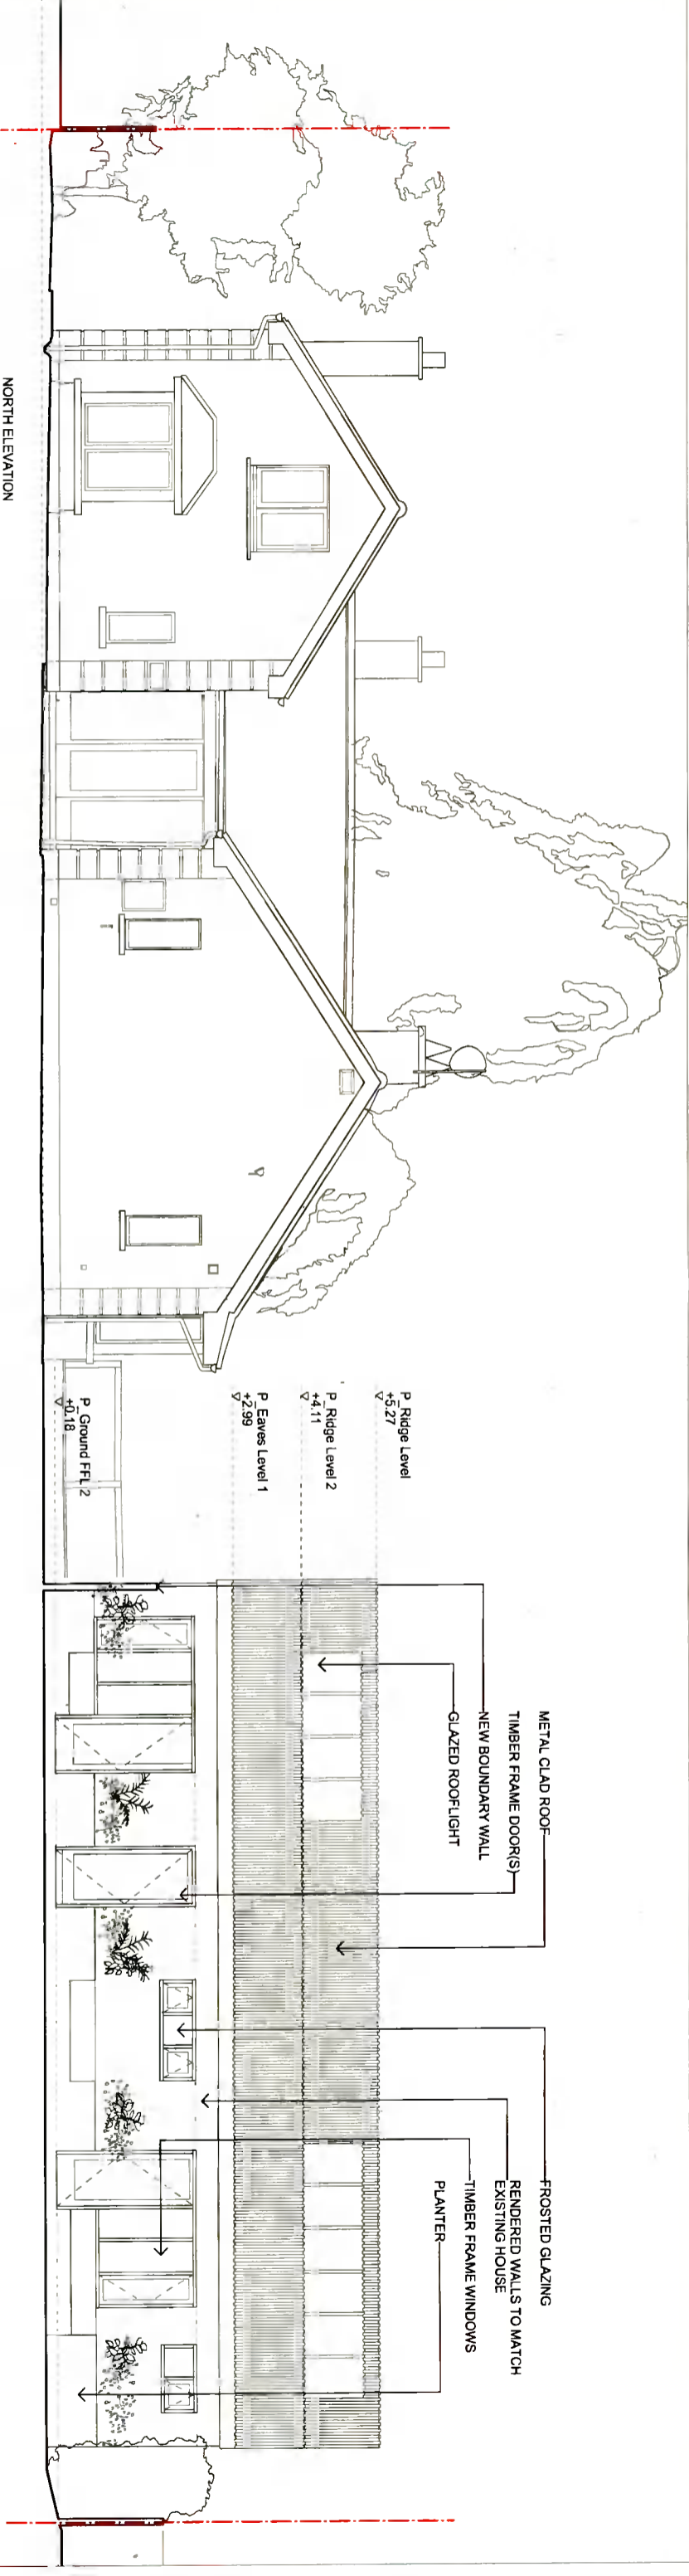 METAL CLAD ROOF
TIMBER FRAME DOOR(S)
NEW BOUNDARY WALL
GLAZED ROOFLIGHT
FROSTED GLAZING
RENDERED WALLS TO MATCH
EXISTING HOUSE
TIMBER FRAME WINDOWS
PLANTER
P_Ridge Level
+5.27
P_Ridge Level 2
+4.11
P_Eaves Level 1
+2.99
P_Ground FFL 2
+0.18
NORTH ELEVATION